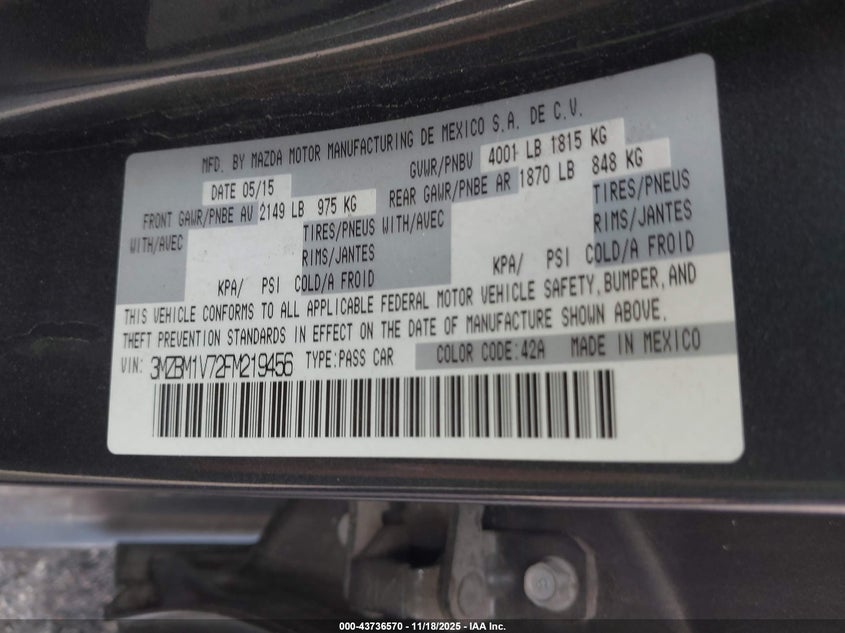 MFD. BY MAZDA MOTOR MANUFACTURING DE MEXICO S.A. DE C.V.
DATE 05/15 GVWR/PNBV 4001 LB 1815 KG
FRONT GAWR/PNBE AV 2149 LB 975 KG REAR GAWR/PNBE AR 1870 LB 848 KG
WITH/AVEC TIRES/PNEUS WITH/AVEC TIRES/PNEUS
RIMS/JANTES RIMS/JANTES
KPA/ PSI COLD/A FROID KPA/ PSI COLD/A FROID
THIS VEHICLE CONFORMS TO ALL APPLICABLE FEDERAL MOTOR VEHICLE SAFETY, BUMPER, AND
THEFT PREVENTION STANDARDS IN EFFECT ON THE DATE OF MANUFACTURE SHOWN ABOVE.
VIN: 3MZBM1V72FM219456 TYPE:PASS CAR COLOR CODE:42A MADE IN MEXICO
000-43736570 — 11/18/2025 — IAA Inc.